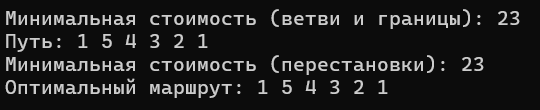 Минимальная стоимость (ветви и границы): 23
Путь: 1 5 4 3 2 1
Минимальная стоимость (перестановки): 23
Оптимальный маршрут: 1 5 4 3 2 1